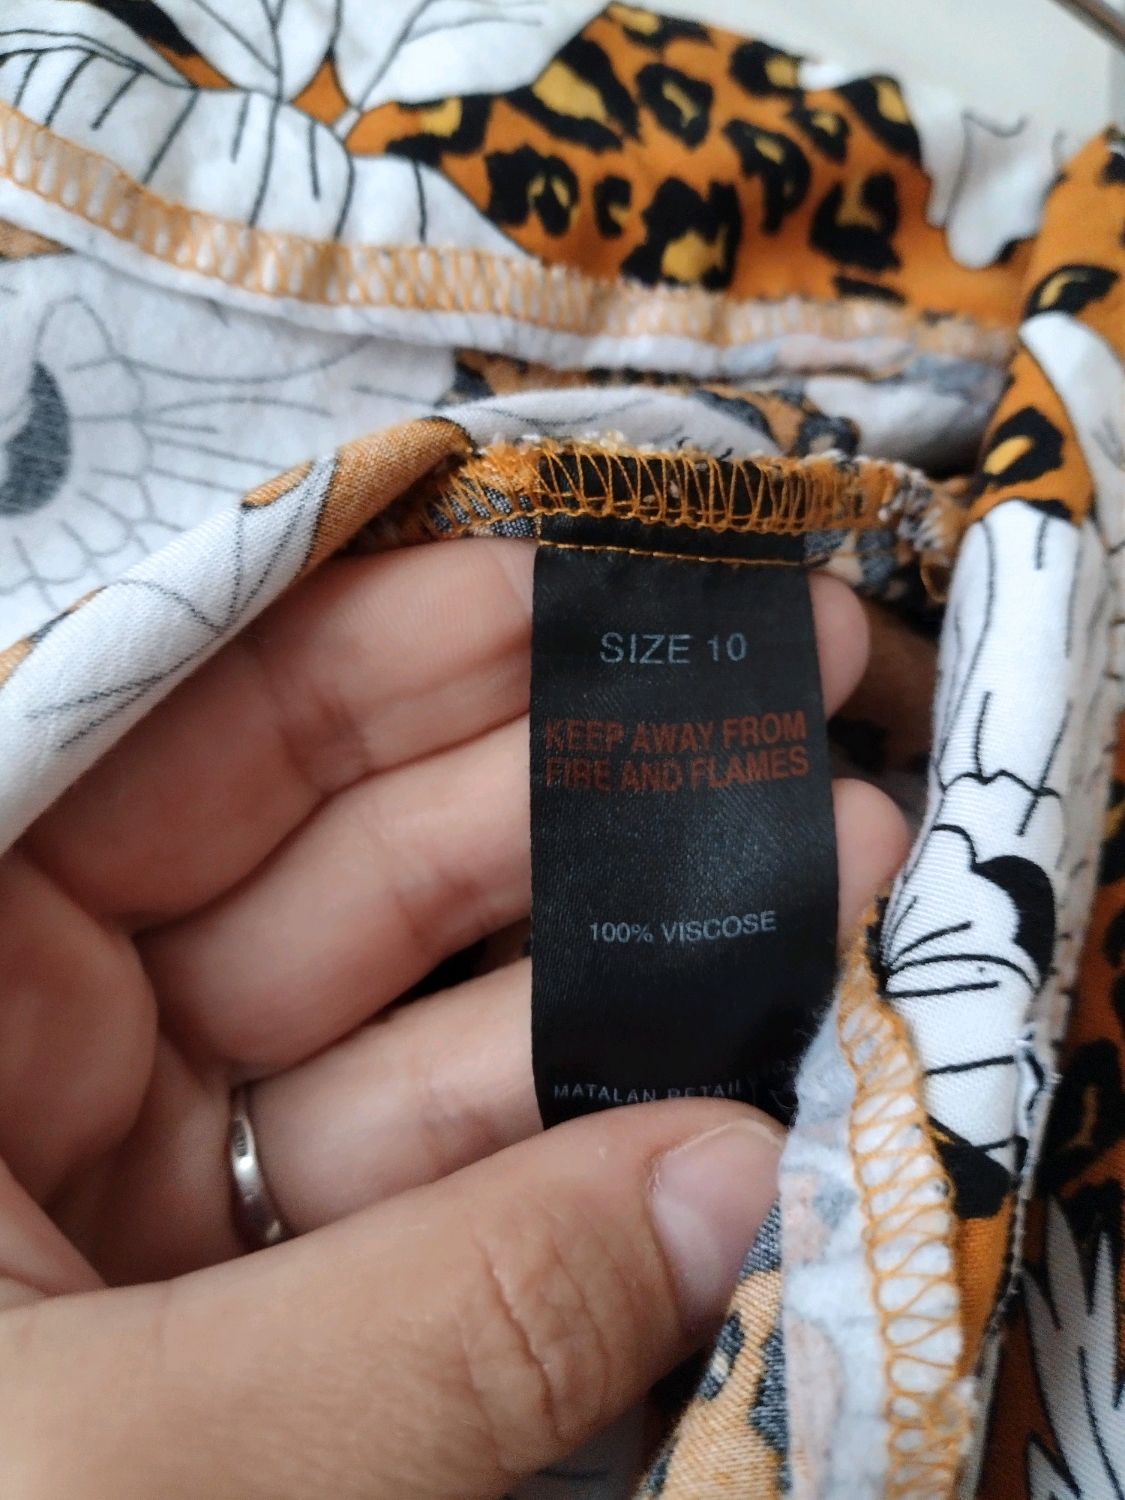 SIZE 10
KEEP AWAY FROM
FIRE AND FLAMES
100% VISCOSE
MATALAN RETAIL